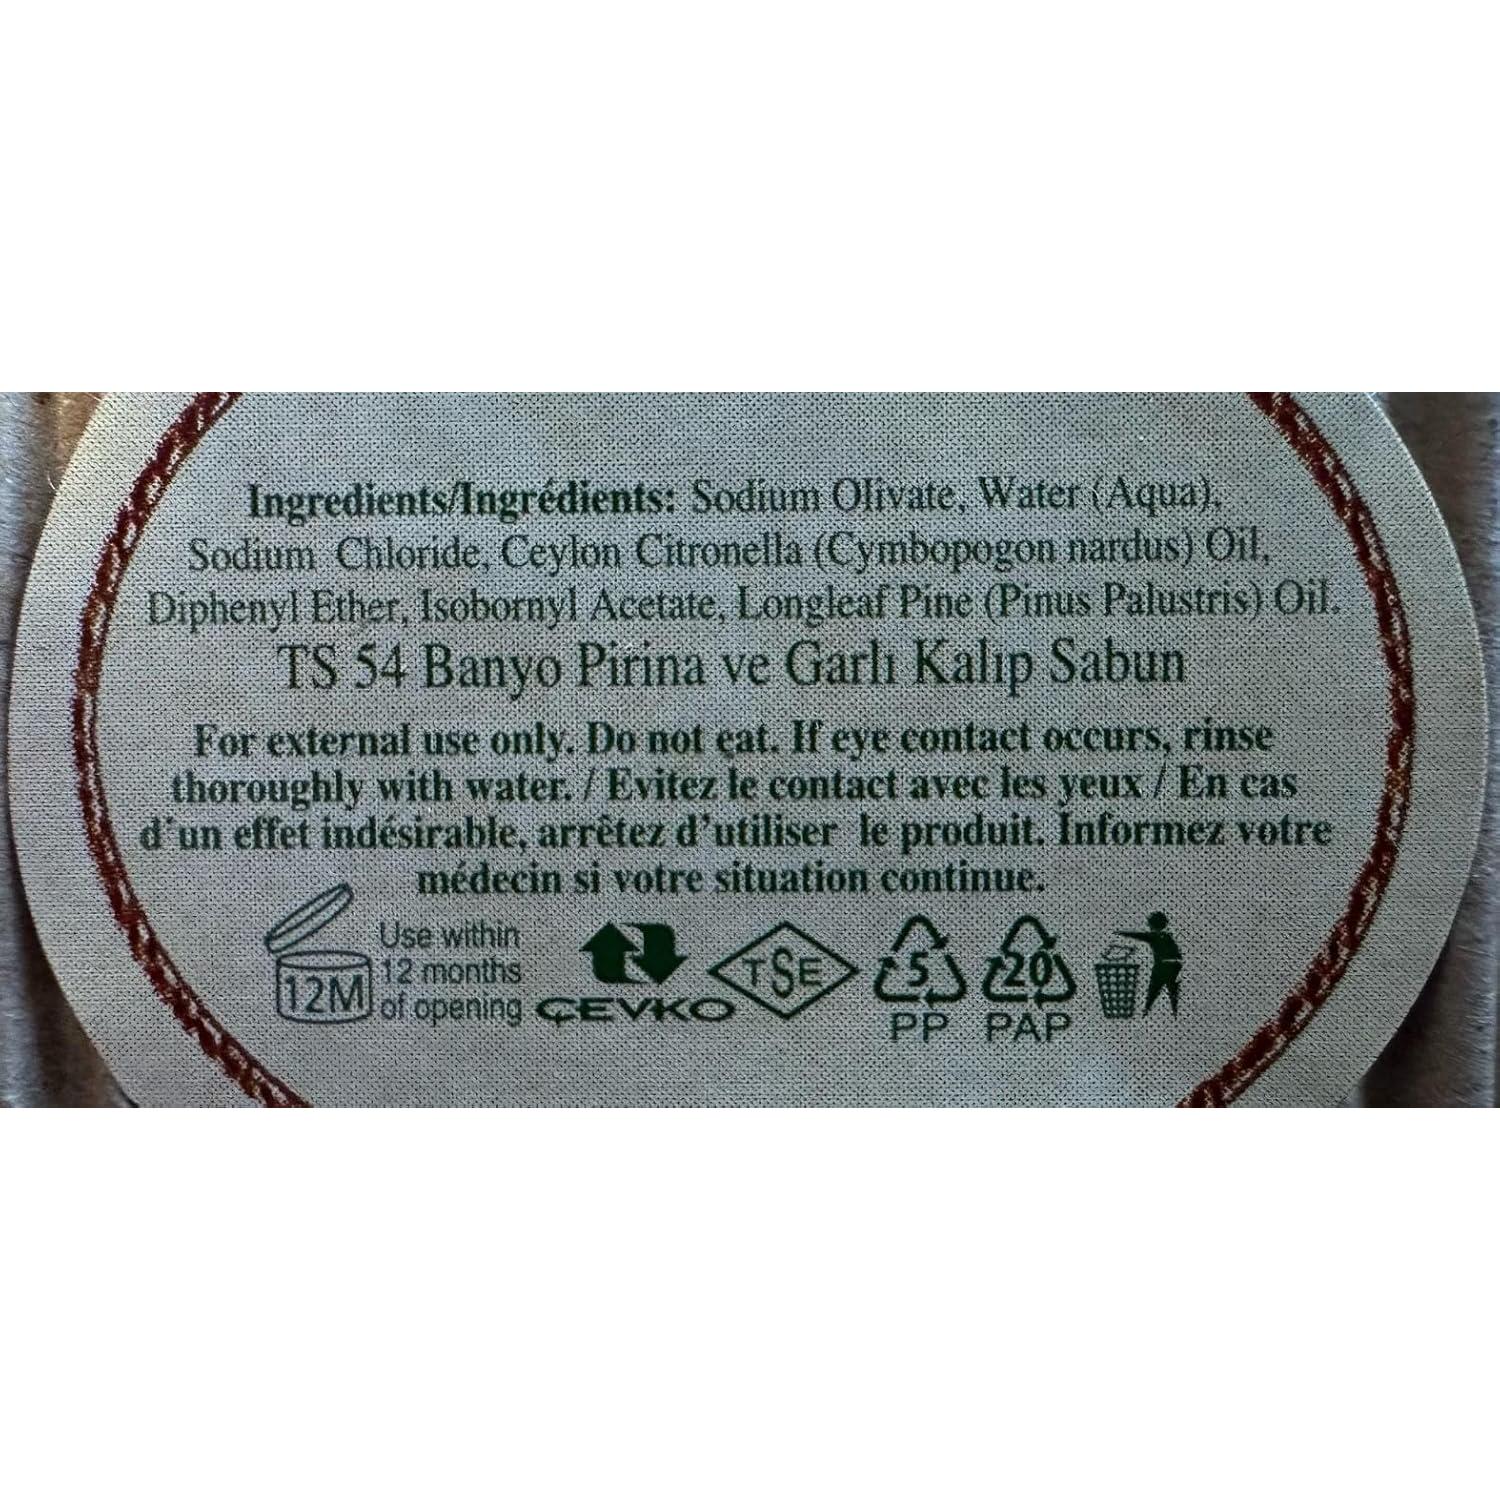 Ingredients/Ingrédients: Sodium Olivate, Water (Aqua),
Sodium Chloride, Ceylon Citronella (Cymbopogon nardus) Oil,
Diphenyl Ether, Isobornyl Acetate, Longleaf Pine (Pinus Palustris) Oil.
TS 54 Banyo Pirina ve Garlı Kalıp Sabun
For external use only. Do not eat. If eye contact occurs, rinse
thoroughly with water. / Evitez le contact avec les yeux / En cas
d'un effet indésirable, arrêtez d'utiliser le produit. Informez votre
médecin si votre situation continue.
12M
Use within
12 months
of opening
ÇEVKO
TSE
5
PP
20
PAP